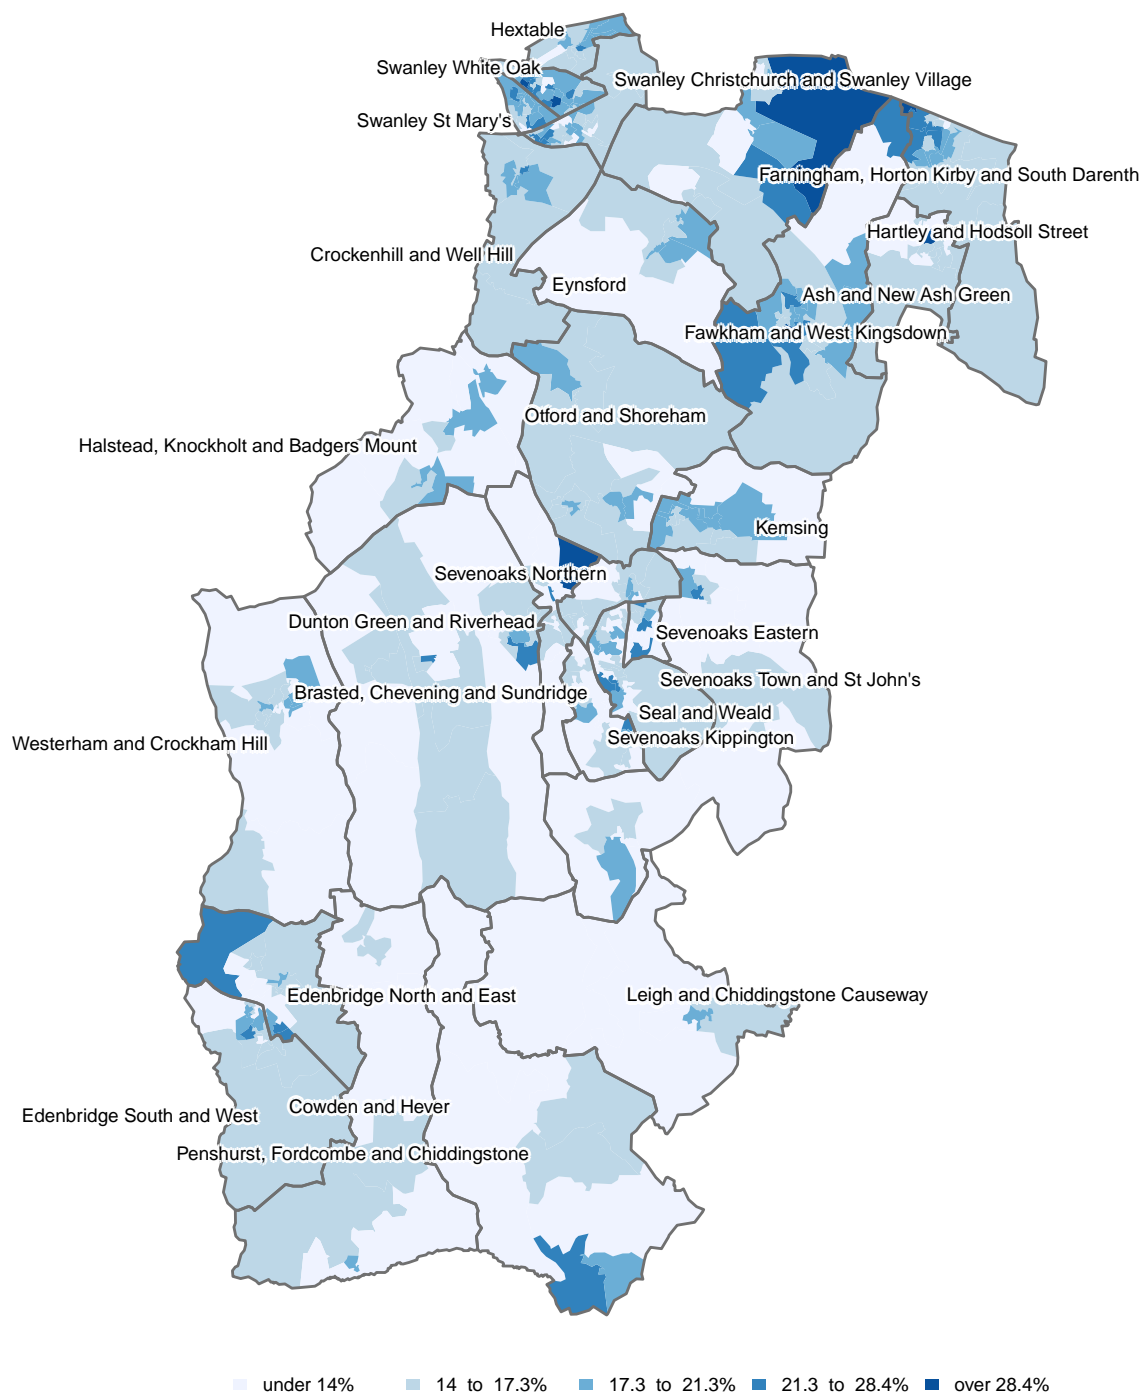 Hextable
Swanley White Oak
Swanley Christchurch and Swanley Village
Swanley St Mary's
Farningham, Horton Kirby and South Darenth
Hartley and Hodsoll Street
Crockenhill and Well Hill
Eynsford
Ash and New Ash Green
Fawkham and West Kingsdown
Otford and Shoreham
Halstead, Knockholt and Badgers Mount
Kemsing
Sevenoaks Northern
Dunton Green and Riverhead
Sevenoaks Eastern
Sevenoaks Town and St John's
Brasted, Chevening and Sundridge
Seal and Weald
Sevenoaks Kippington
Westerham and Crockham Hill
Edenbridge North and East
Leigh and Chiddingstone Causeway
Cowden and Hever
Edenbridge South and West
Penshurst, Fordcombe and Chiddingstone
under 14% 14 to 17.3% 17.3 to 21.3% 21.3 to 28.4% over 28.4%